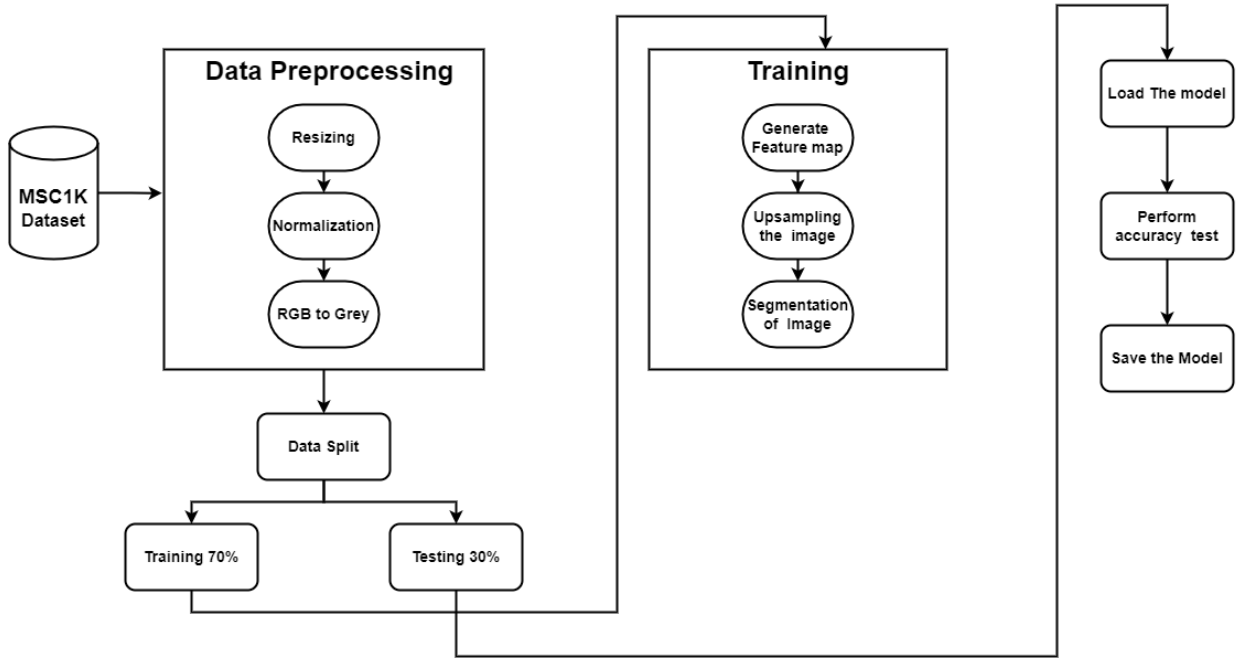 MSC1K
Dataset
Data Preprocessing
Resizing
Normalization
RGB to Grey
Data Split
Training 70%
Testing 30%
Training
Generate
Feature map
Upsampling
the image
Segmentation
of Image
Load The model
Perform
accuracy test
Save the Model